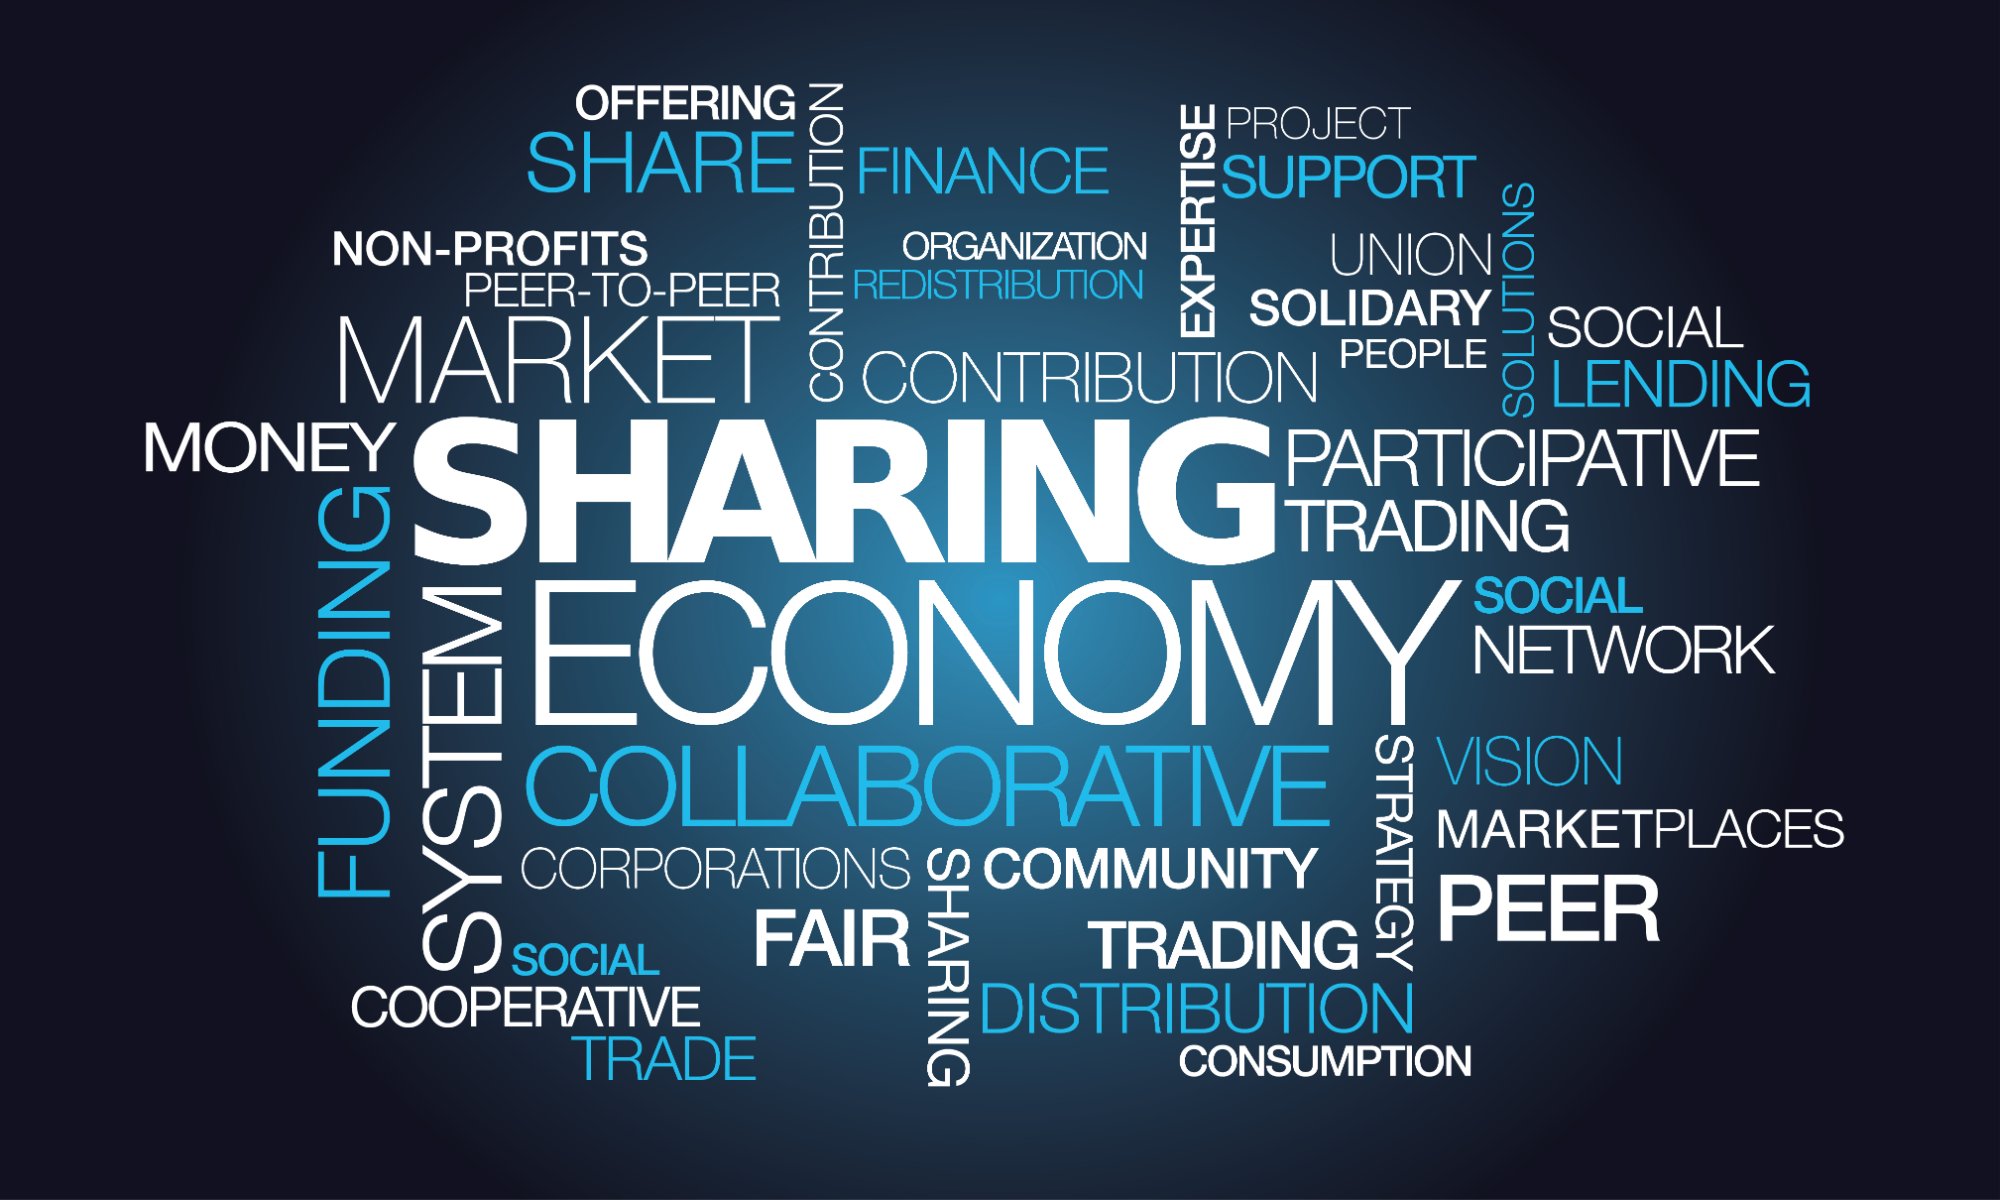 OFFERING
SHARE
CONTRIBUTION
FINANCE
EXPERTISE
PROJECT
SUPPORT
NON-PROFITS
PEER-TO-PEER
MARKET
ORGANIZATION
REDISTRIBUTION
CONTRIBUTION
UNION
SOLIDARY
PEOPLE
SOLUTIONS
SOCIAL
LENDING
MONEY
SHARING
PARTICIPATIVE
TRADING
FUNDING
SYSTEM
ECONOMY
SOCIAL
NETWORK
COLLABORATIVE
STRATEGY
VISION
MARKETPLACES
PEER
CORPORATIONS
SHARING
COMMUNITY
FAIR
TRADING
SOCIAL
COOPERATIVE
TRADE
DISTRIBUTION
CONSUMPTION